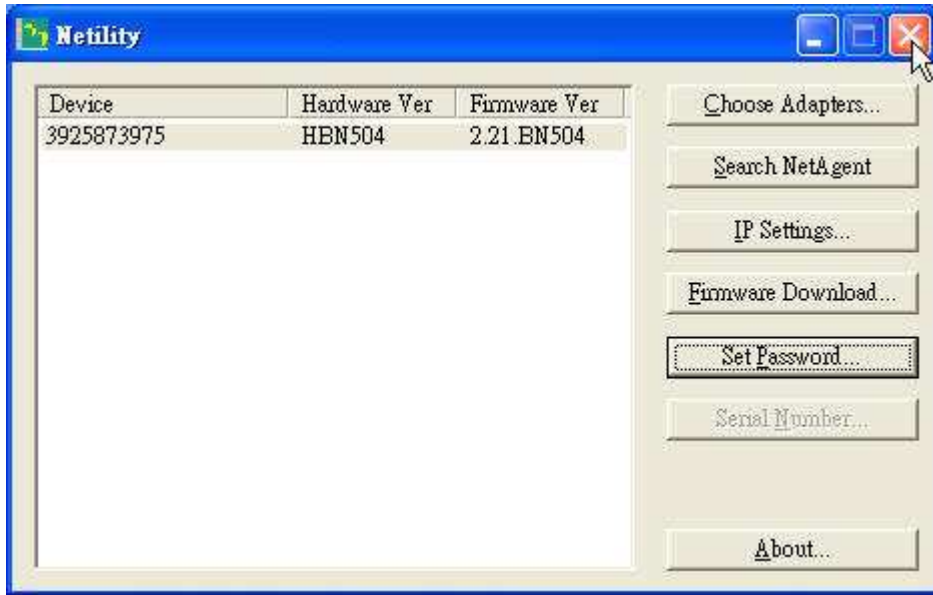 Netility
Device Hardware Ver Firmware Ver
3925873975 HBN504 2.21.BN504
Choose Adapters...
Search NetAgent
IP Settings...
Firmware Download...
Set Password...
Serial Number...
About...